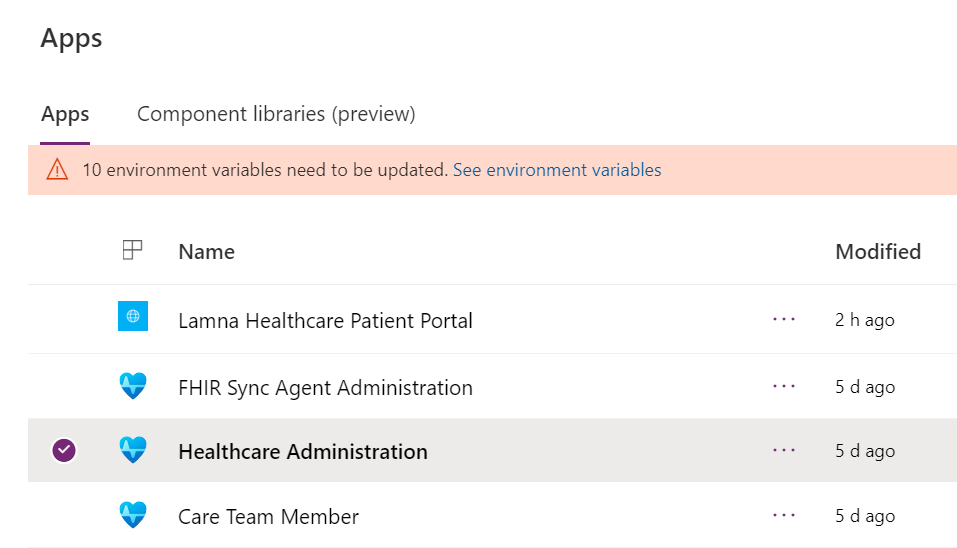 Apps
Apps Component libraries (preview)
10 environment variables need to be updated. See environment variables
Name Modified
Lamna Healthcare Patient Portal ... 2 h ago
FHIR Sync Agent Administration ... 5 d ago
Healthcare Administration ... 5 d ago
Care Team Member ... 5 d ago